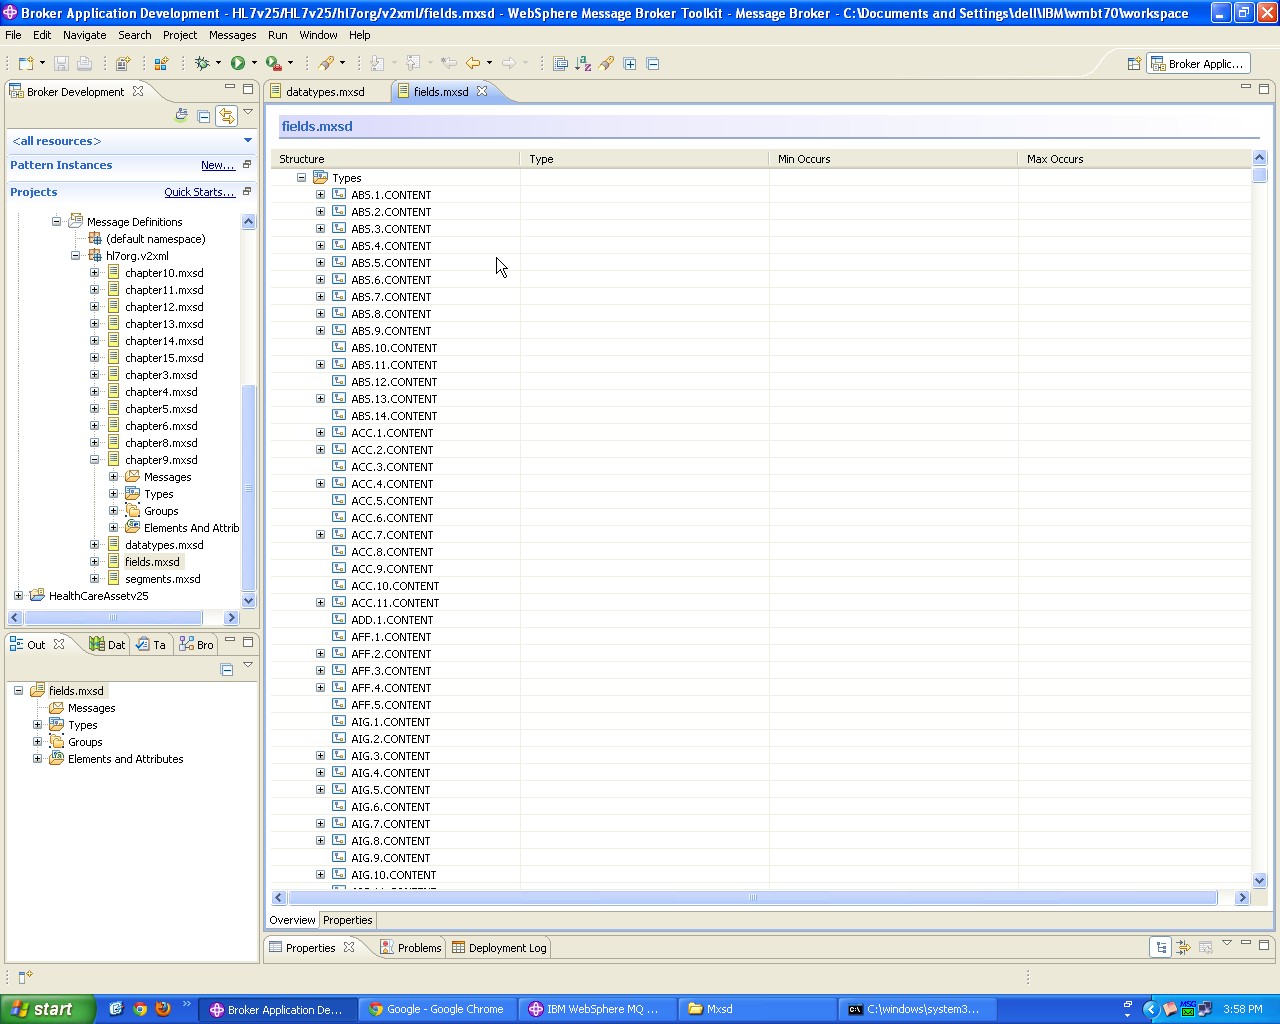 Broker Application Development - HL7v25/HL7v25/hl7org/v2xml/fields.mxsd - WebSphere Message Broker Toolkit - Message Broker - C:\Documents and Settings\dell\IBM\wmbt70\workspace
File Edit Navigate Search Project Messages Run Window Help
Broker Applic...
Broker Development
<all resources>
Pattern Instances New...
Projects Quick Starts...
Message Definitions
(default namespace)
hl7org.v2xml
chapter10.mxsd
chapter11.mxsd
chapter12.mxsd
chapter13.mxsd
chapter14.mxsd
chapter15.mxsd
chapter3.mxsd
chapter4.mxsd
chapter5.mxsd
chapter6.mxsd
chapter8.mxsd
chapter9.mxsd
Messages
Types
Groups
Elements And Attrib
datatypes.mxsd
fields.mxsd
segments.mxsd
HealthCareAssetv25
Out Dat Ta Bro
fields.mxsd
Messages
Types
Groups
Elements and Attributes
datatypes.mxsd fields.mxsd
fields.mxsd
Structure Type Min Occurs Max Occurs
Types
ABS.1.CONTENT
ABS.2.CONTENT
ABS.3.CONTENT
ABS.4.CONTENT
ABS.5.CONTENT
ABS.6.CONTENT
ABS.7.CONTENT
ABS.8.CONTENT
ABS.9.CONTENT
ABS.10.CONTENT
ABS.11.CONTENT
ABS.12.CONTENT
ABS.13.CONTENT
ABS.14.CONTENT
ACC.1.CONTENT
ACC.2.CONTENT
ACC.3.CONTENT
ACC.4.CONTENT
ACC.5.CONTENT
ACC.6.CONTENT
ACC.7.CONTENT
ACC.8.CONTENT
ACC.9.CONTENT
ACC.10.CONTENT
ACC.11.CONTENT
ADD.1.CONTENT
AFF.1.CONTENT
AFF.2.CONTENT
AFF.3.CONTENT
AFF.4.CONTENT
AFF.5.CONTENT
AIG.1.CONTENT
AIG.2.CONTENT
AIG.3.CONTENT
AIG.4.CONTENT
AIG.5.CONTENT
AIG.6.CONTENT
AIG.7.CONTENT
AIG.8.CONTENT
AIG.9.CONTENT
AIG.10.CONTENT
Overview Properties
Properties Problems Deployment Log
start Broker Application De... Google - Google Chrome IBM WebSphere MQ ... Mxsd C:\windows\system3... MSG 3:58 PM